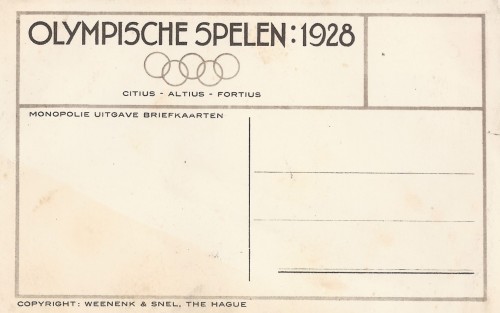 OLYMPISCHE SPELEN: 1928
CITIUS - ALTIUS - FORTIUS
MONOPOLIE UITGAVE BRIEFKAARTEN
COPYRIGHT: WEENENK & SNEL, THE HAGUE